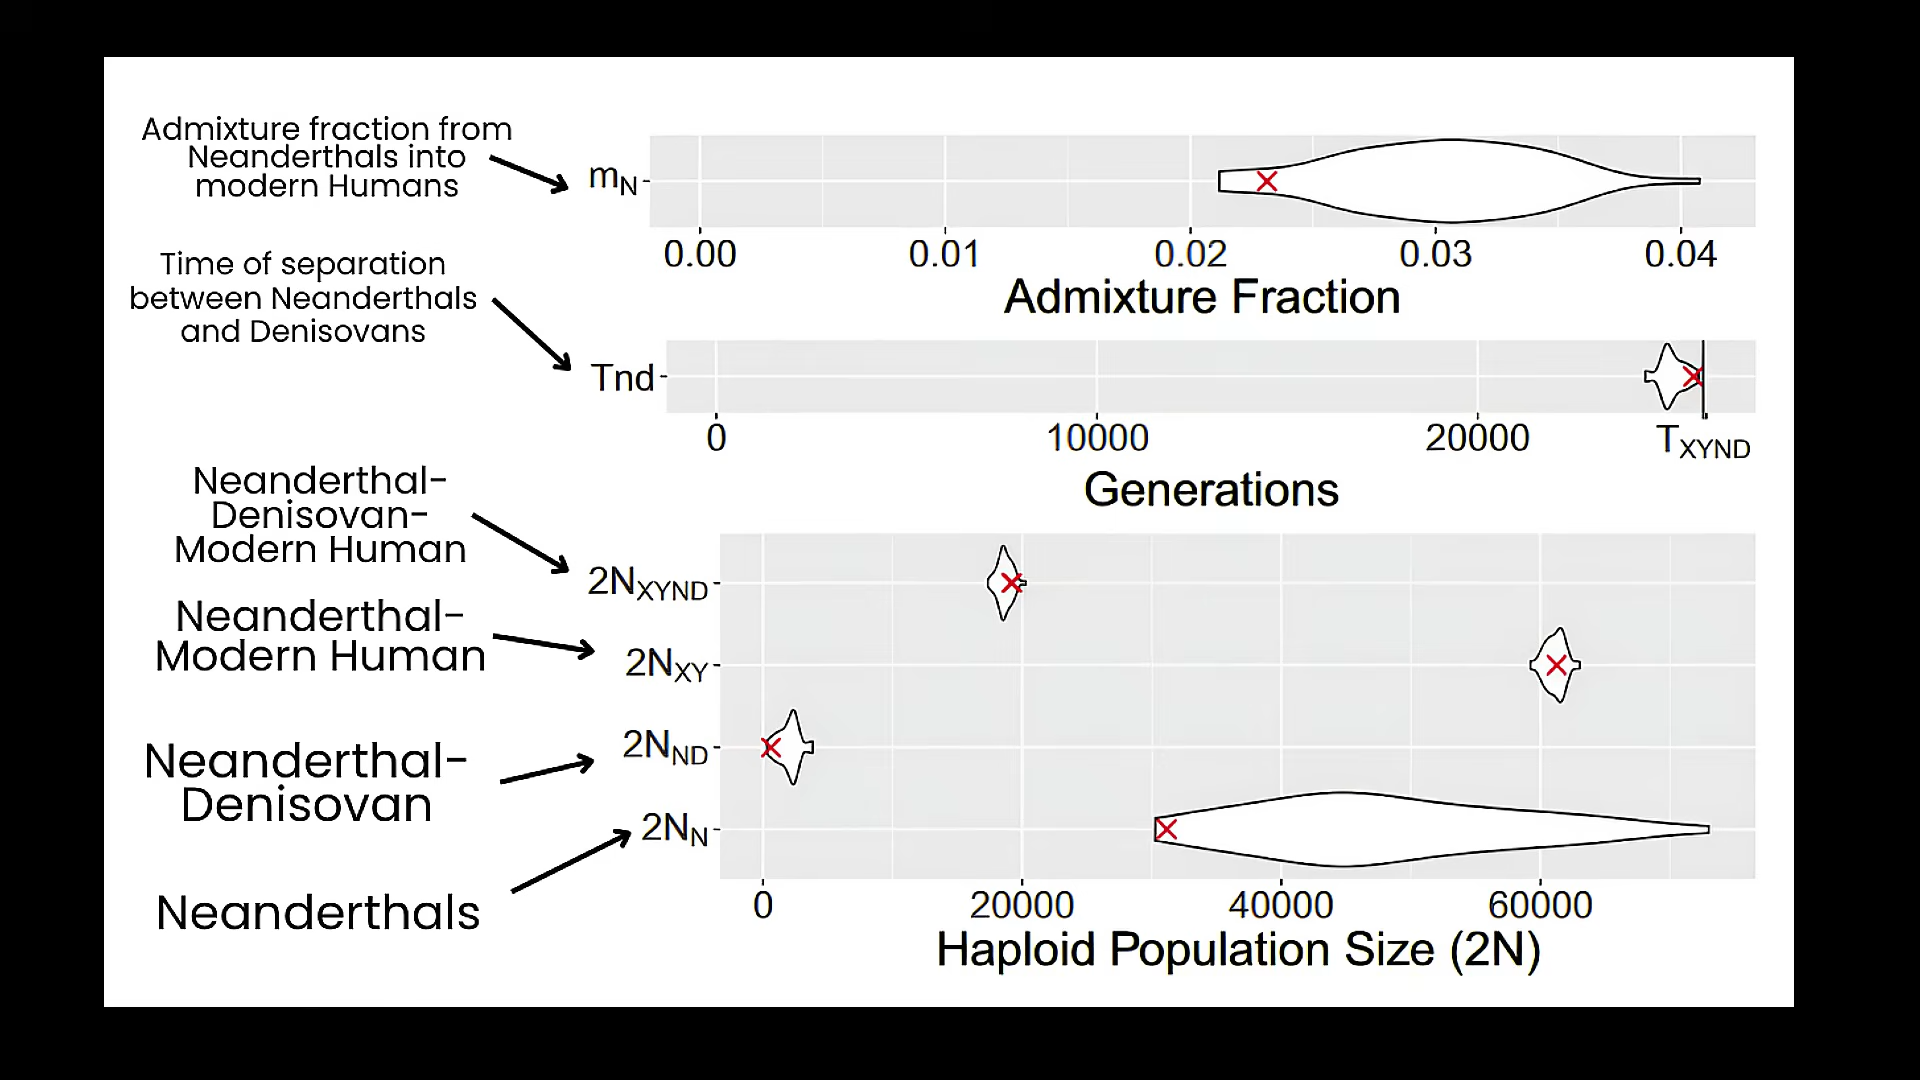 Admixture fraction from
Neanderthals into
modern Humans
mN
0.00 0.01 0.02 0.03 0.04
Admixture Fraction
Time of separation
between Neanderthals
and Denisovans
Tnd
0 10000 20000 TXYND
Generations
Neanderthal-
Denisovan-
Modern Human
2NXYND
Neanderthal-
Modern Human
2NXY
Neanderthal-
Denisovan
2NND
Neanderthals
2NN
0 20000 40000 60000
Haploid Population Size (2N)